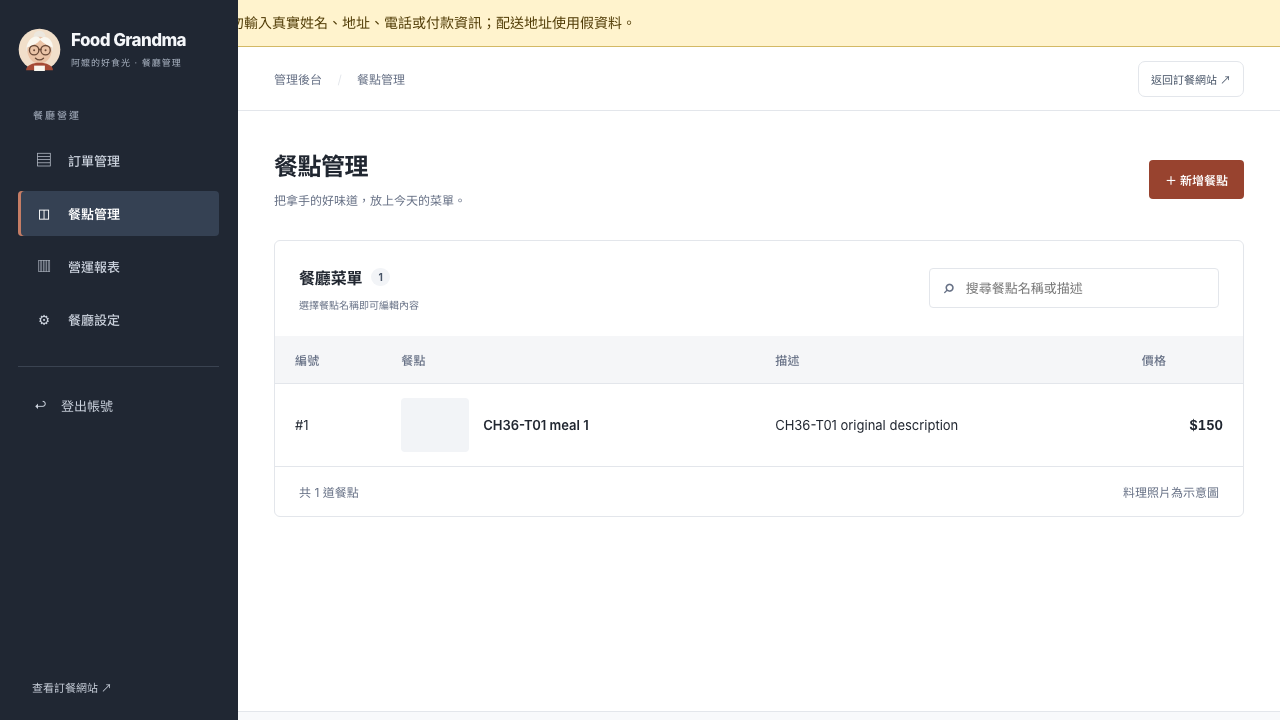 輸入真實姓名、地址、電話或付款資訊；配送地址使用假資料。
Food Grandma
阿嬤的好食光 · 餐廳管理
餐廳營運
訂單管理
餐點管理
營運報表
餐廳設定
登出帳號
查看訂餐網站 ↗
管理後台 / 餐點管理
返回訂餐網站 ↗
餐點管理
把拿手的好味道，放上今天的菜單。
＋ 新增餐點
餐廳菜單 1
選擇餐點名稱即可編輯內容
搜尋餐點名稱或描述
編號 餐點 描述 價格
#1 CH36-T01 meal 1 CH36-T01 original description $150
共 1 道餐點
料理照片為示意圖